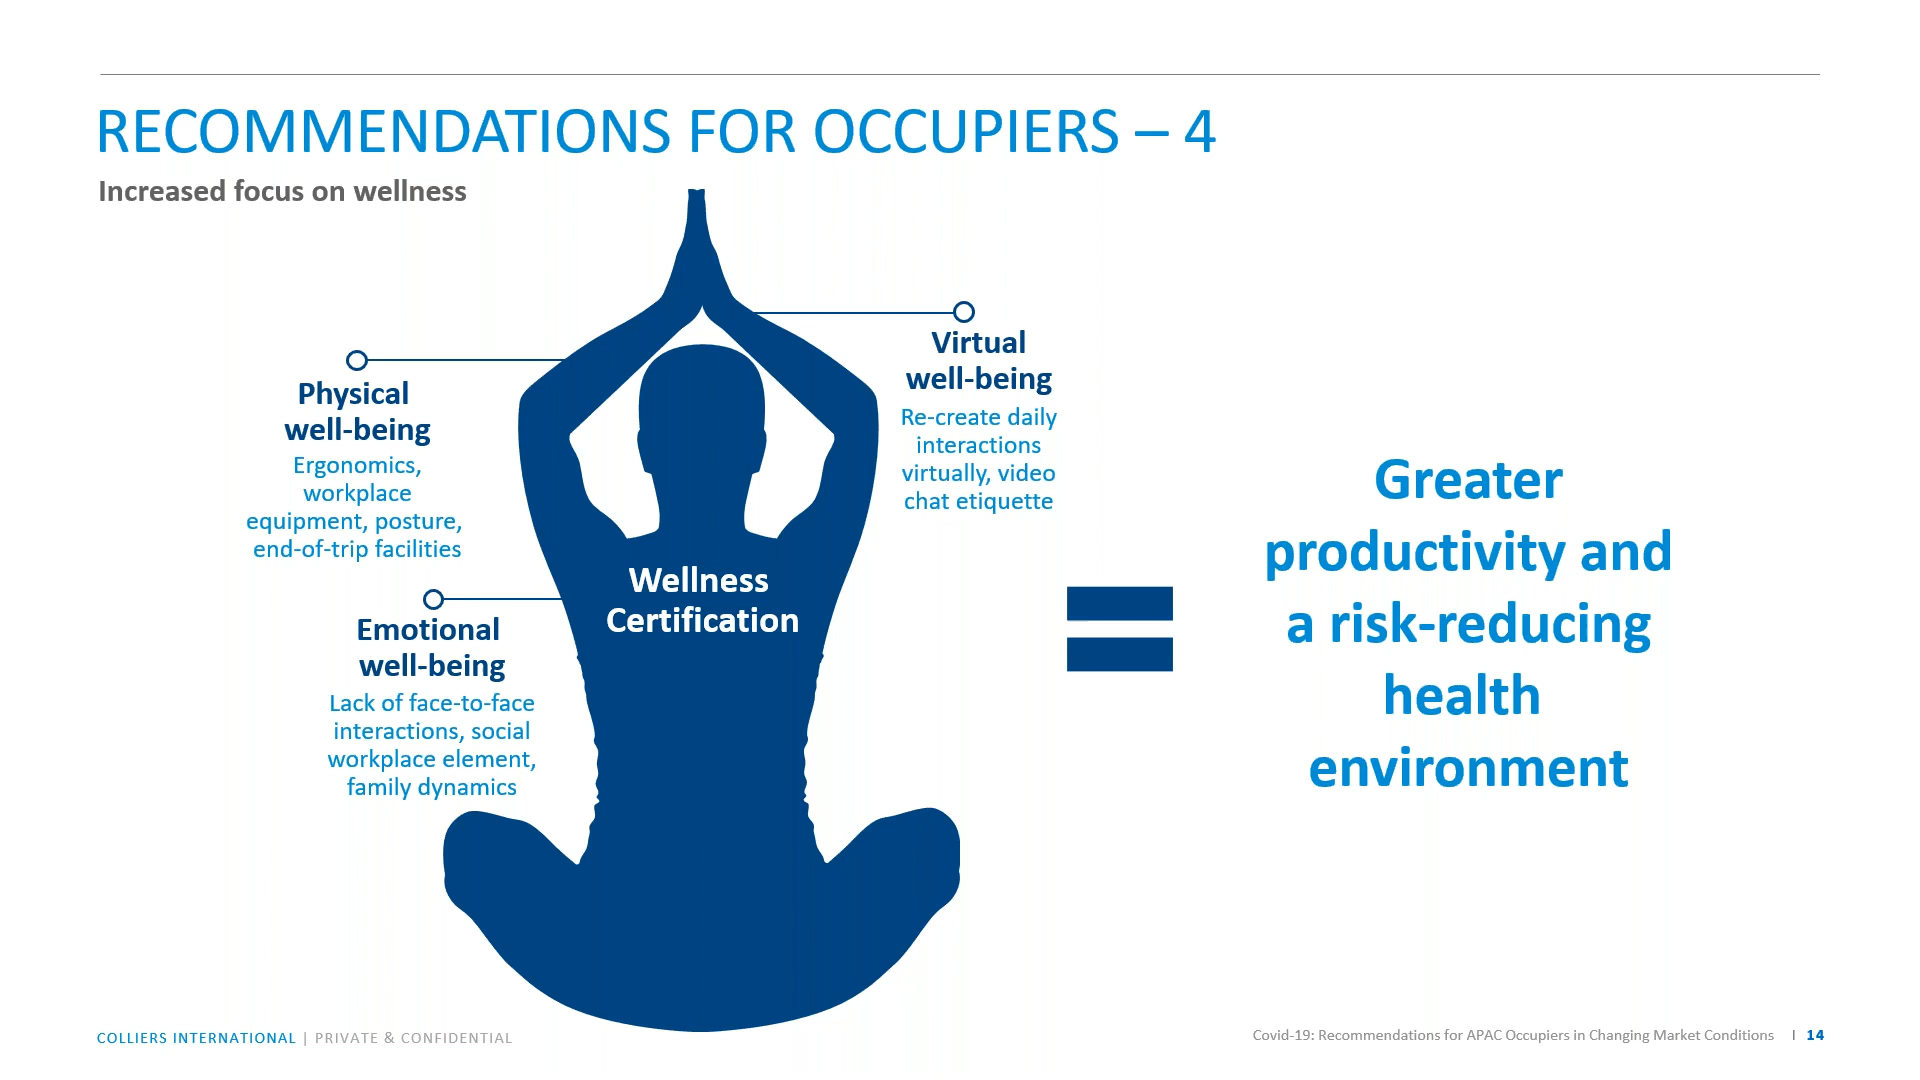 RECOMMENDATIONS FOR OCCUPIERS – 4
Increased focus on wellness
Physical
well-being
Ergonomics,
workplace
equipment, posture,
end-of-trip facilities
Emotional
well-being
Lack of face-to-face
interactions, social
workplace element,
family dynamics
Virtual
well-being
Re-create daily
interactions
virtually, video
chat etiquette
Wellness
Certification
Greater
productivity and
a risk-reducing
health
environment
COLLIERS INTERNATIONAL | PRIVATE & CONFIDENTIAL
Covid-19: Recommendations for APAC Occupiers in Changing Market Conditions | 14